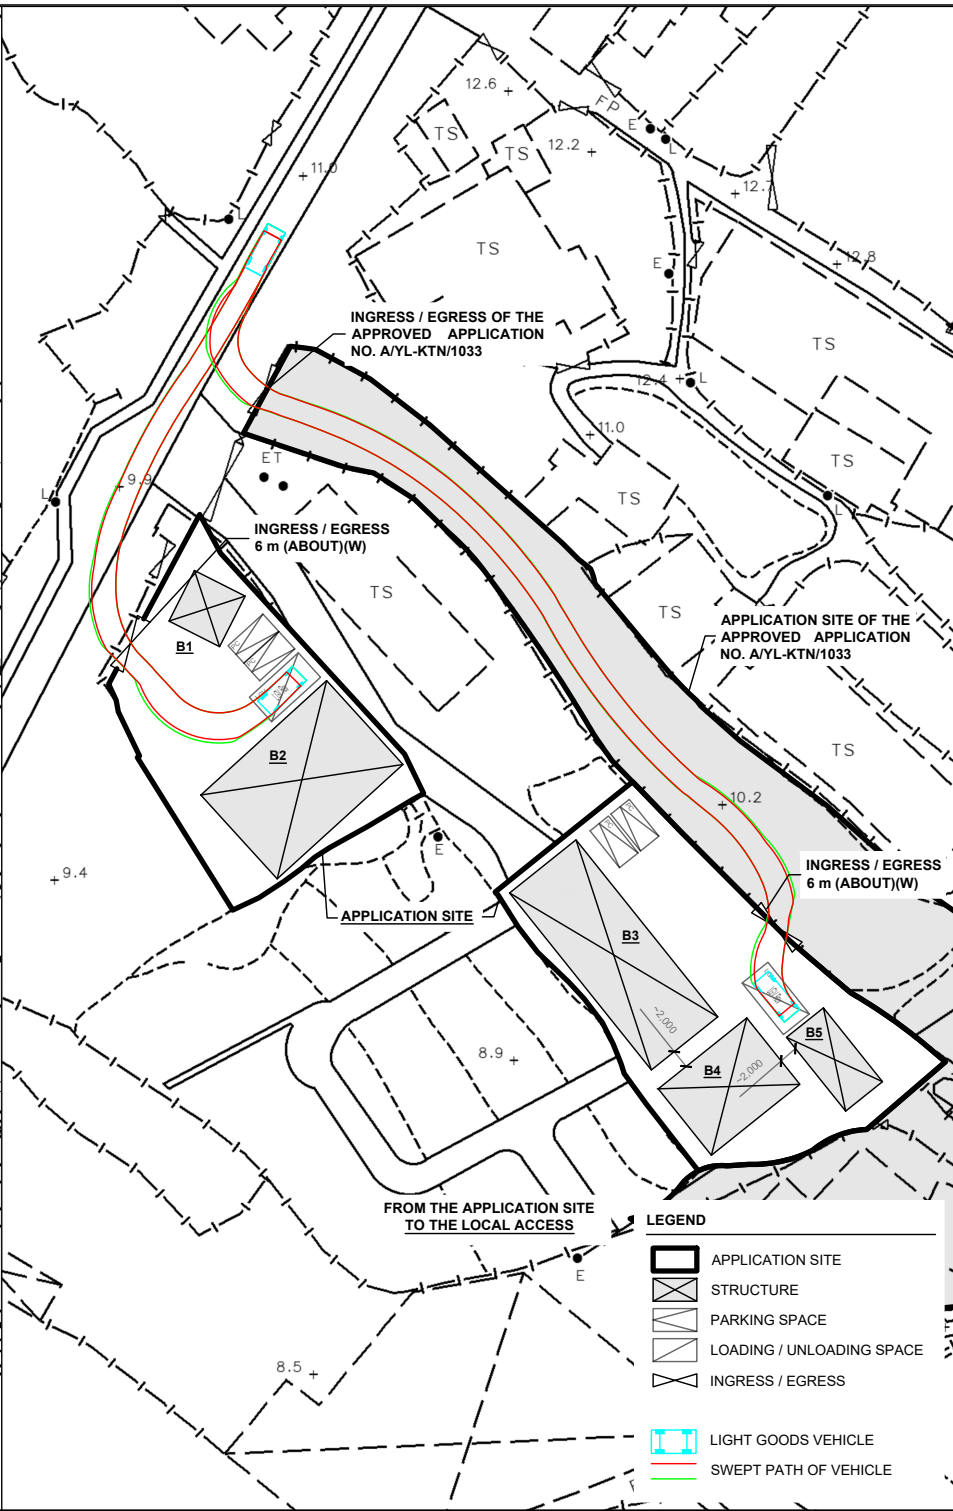 12.6
FP
TS
E
L
TS
12.2
11.0
12.7
L
TS
12.8
E
INGRESS / EGRESS OF THE
APPROVED APPLICATION
NO. A/YL-KTN/1033
TS
12.4
L
11.0
ET
TS
9.9
L
TS
L
INGRESS / EGRESS
6 m (ABOUT)(W)
TS
TS
APPLICATION SITE OF THE
APPROVED APPLICATION
NO. A/YL-KTN/1033
B1
TS
B2
10.2
E
9.4
INGRESS / EGRESS
6 m (ABOUT)(W)
APPLICATION SITE
B3
~2,000
B5
8.9
B4
~2,000
FROM THE APPLICATION SITE
TO THE LOCAL ACCESS
E
LEGEND
APPLICATION SITE
STRUCTURE
PARKING SPACE
LOADING / UNLOADING SPACE
INGRESS / EGRESS
8.5
LIGHT GOODS VEHICLE
SWEPT PATH OF VEHICLE